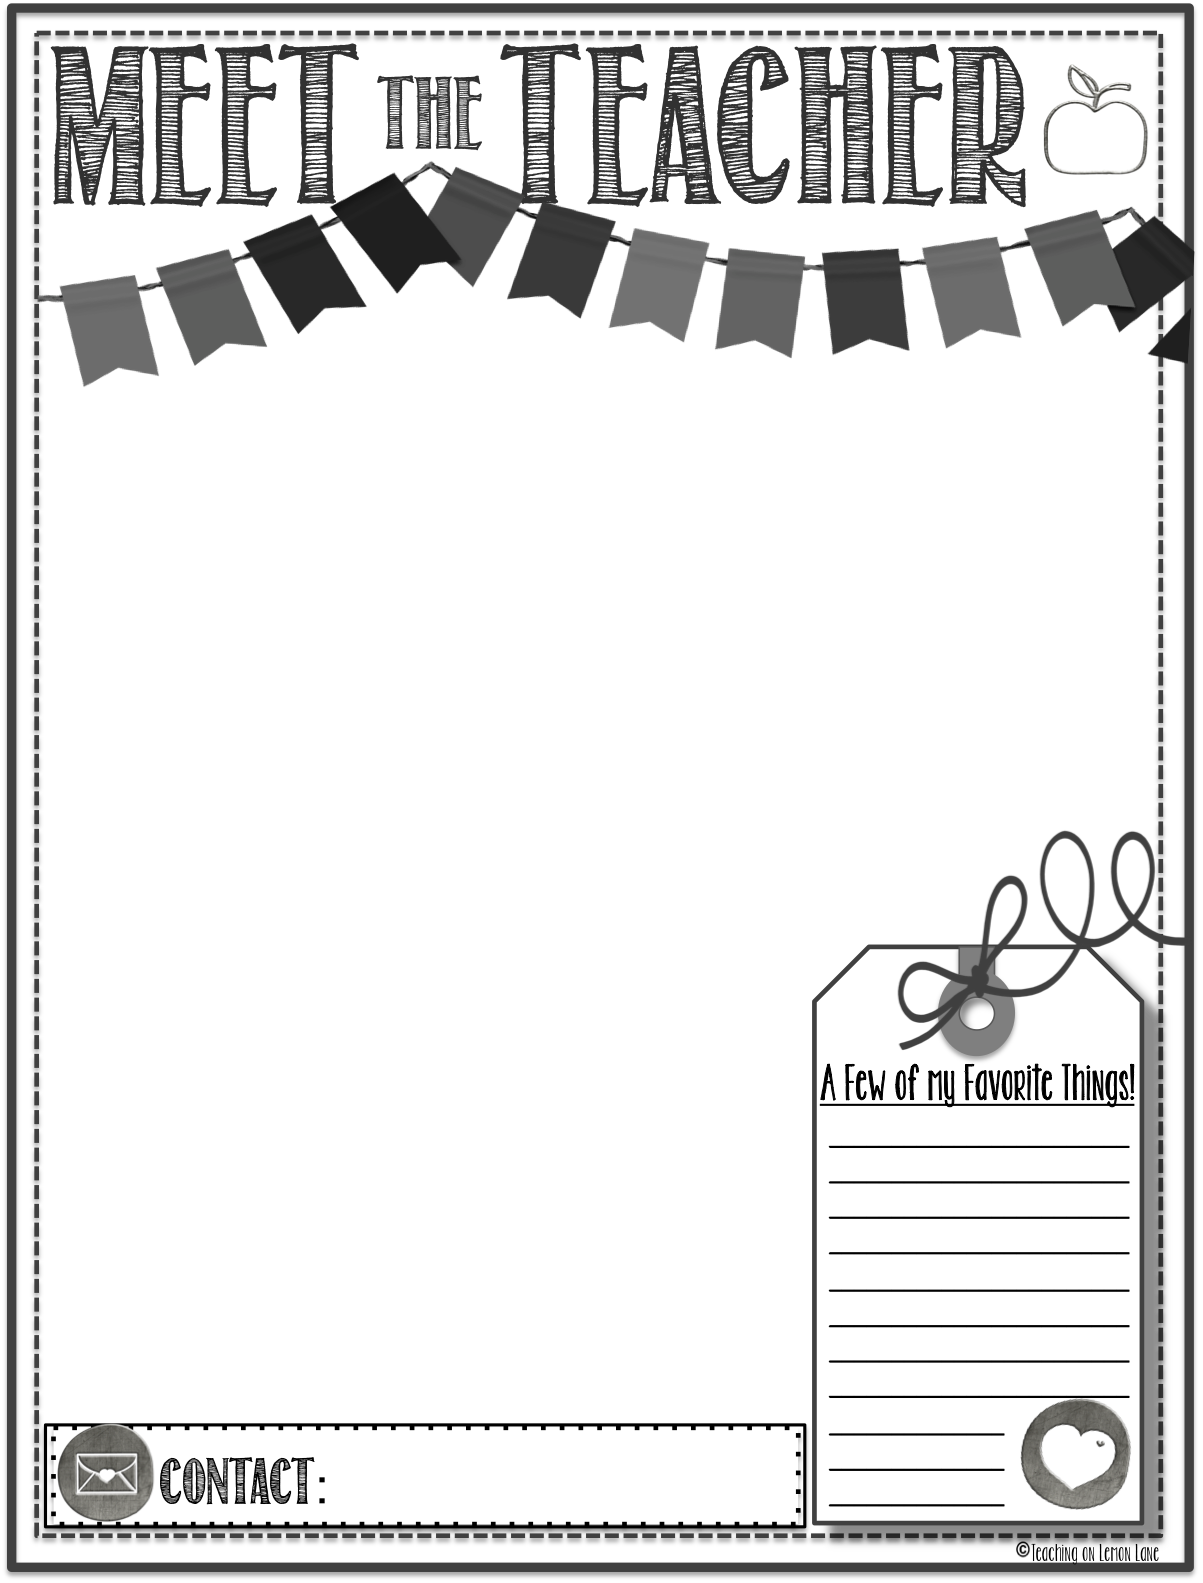 MEET THE TEACHER
A Few of my Favorite Things!
CONTACT:
©Teaching on Lemon Lane